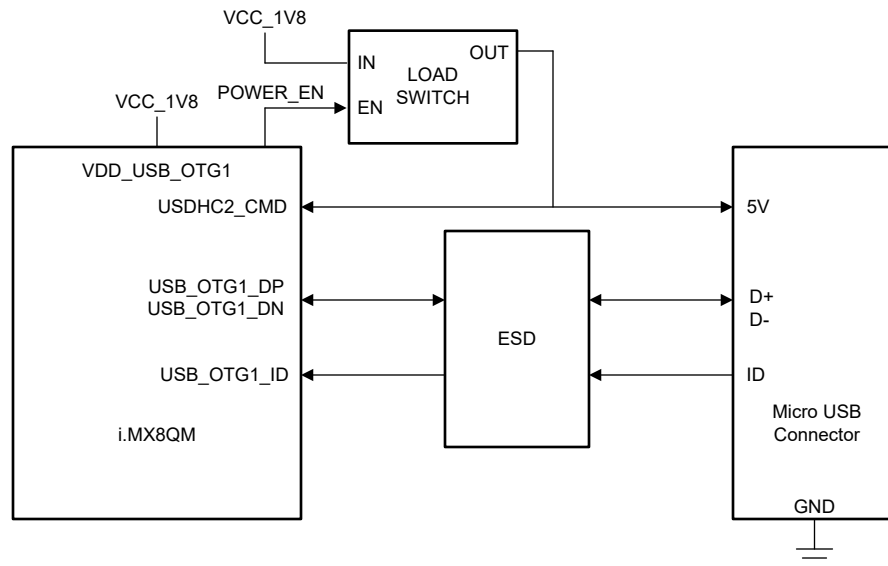 VCC_1V8
OUT
IN
LOAD
SWITCH
POWER_EN
EN
VCC_1V8
VDD_USB_OTG1
USDHC2_CMD
5V
USB_OTG1_DP
USB_OTG1_DN
D+
D-
ESD
USB_OTG1_ID
ID
i.MX8QM
Micro USB
Connector
GND